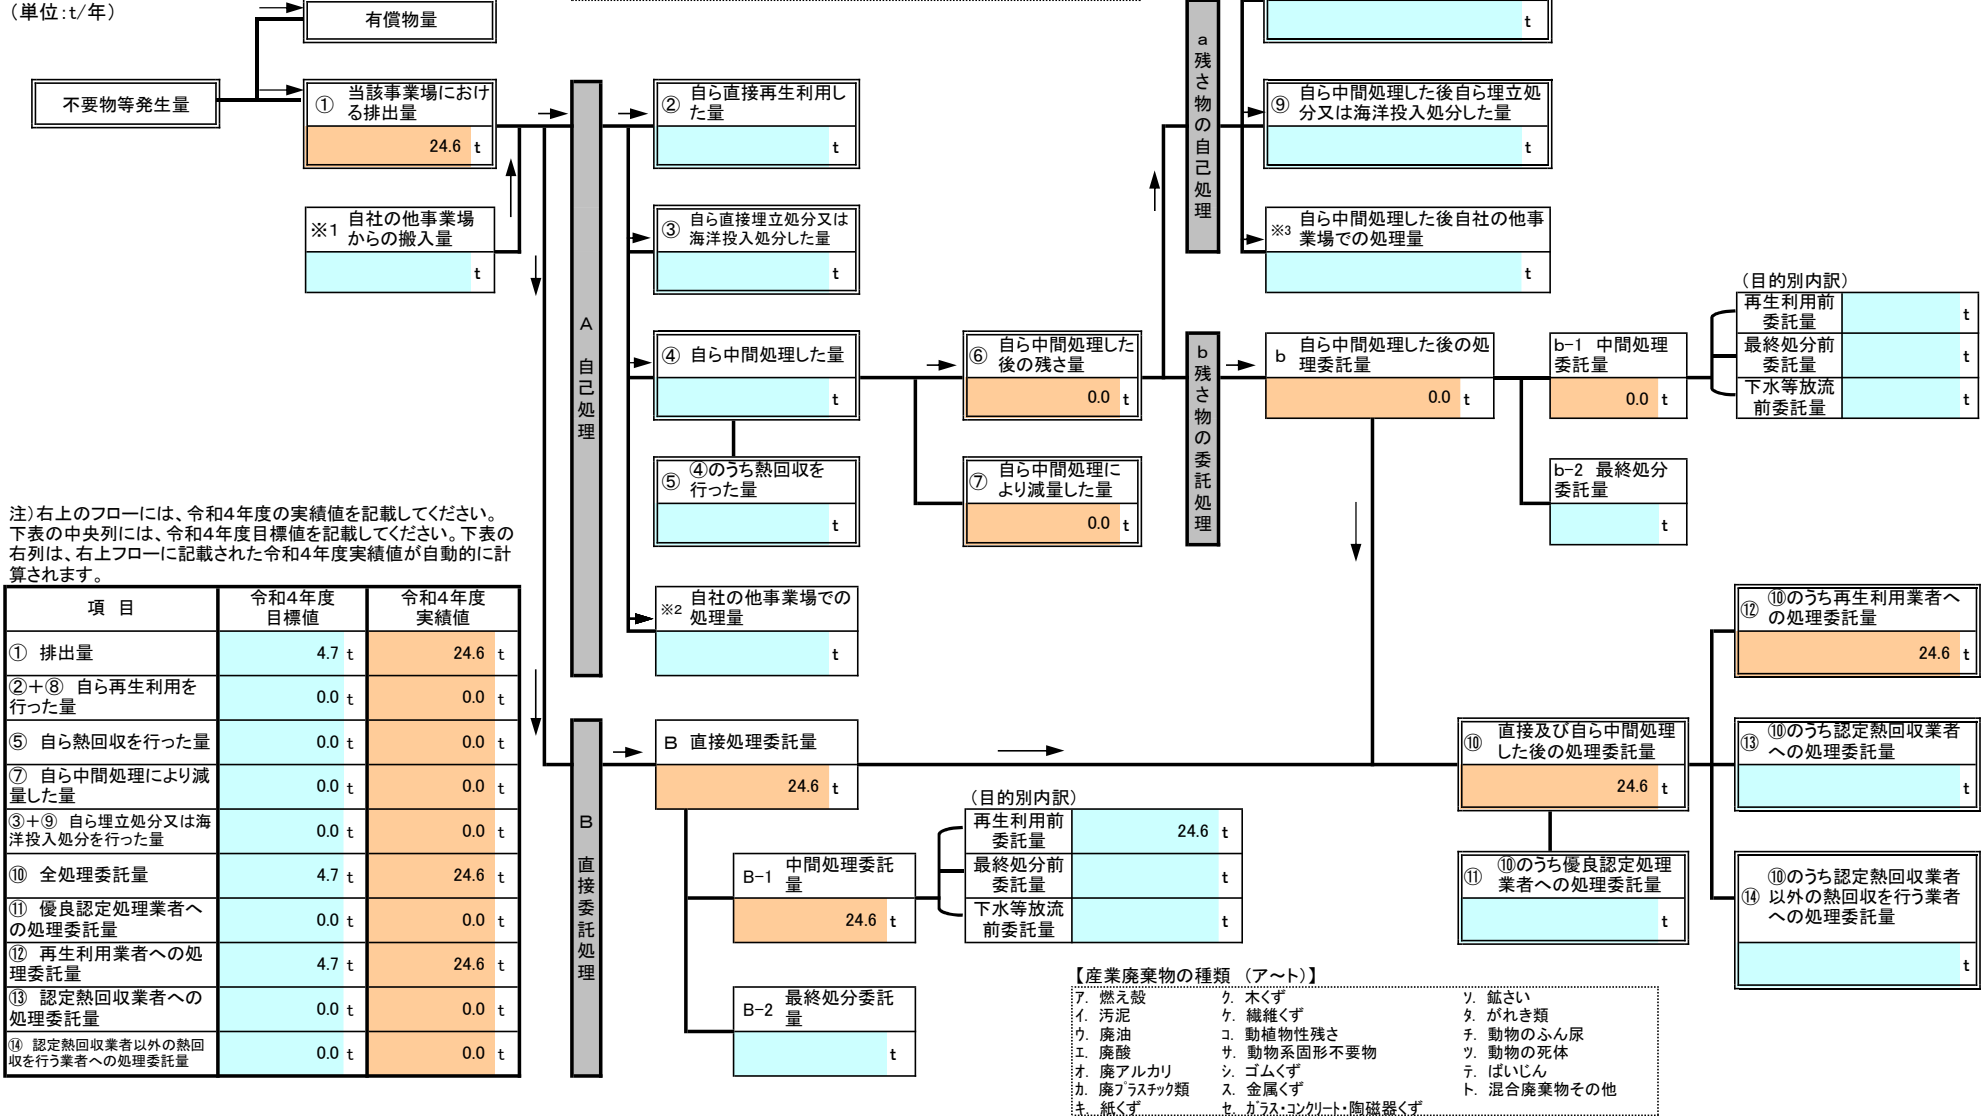 (単位:t/年)
有償物量
不要物等発生量
① 当該事業場におけ
る排出量
24.6 t
※1 自社の他事業場
からの搬入量
t
A 自己処理
② 自ら直接再生利用し
た量
t
③ 自ら直接埋立処分又は
海洋投入処分した量
t
④ 自ら中間処理した量
t
⑤ ④のうち熱回収を
行った量
t
※2 自社の他事業場での
処理量
t
⑥ 自ら中間処理した
後の残さ量
0.0 t
⑦ 自ら中間処理に
より減量した量
0.0 t
a 残さ物の自己処理
t
⑨ 自ら中間処理した後自ら埋立処
分又は海洋投入処分した量
t
※3 自ら中間処理した後自社の他事
業場での処理量
t
b 残さ物の委託処理
b 自ら中間処理した後の処
理委託量
0.0 t
b-1 中間処理
委託量
0.0 t
(目的別内訳)
再生利用前
委託量
t
最終処分前
委託量
t
下水等放流
前委託量
t
b-2 最終処分
委託量
t
注)右上のフローには、令和4年度の実績値を記載してください。
下表の中央列には、令和4年度目標値を記載してください。下表の
右列は、右上フローに記載された令和4年度実績値が自動的に計
算されます。
項 目 令和4年度
目標値 令和4年度
実績値
① 排出量 4.7 t 24.6 t
②+⑧ 自ら再生利用を
行った量 0.0 t 0.0 t
⑤ 自ら熱回収を行った量 0.0 t 0.0 t
⑦ 自ら中間処理により減
量した量 0.0 t 0.0 t
③+⑨ 自ら埋立処分又は海
洋投入処分を行った量 0.0 t 0.0 t
⑩ 全処理委託量 4.7 t 24.6 t
⑪ 優良認定処理業者へ
の処理委託量 0.0 t 0.0 t
⑫ 再生利用業者への処
理委託量 4.7 t 24.6 t
⑬ 認定熱回収業者への
処理委託量 0.0 t 0.0 t
⑭ 認定熱回収業者以外の熱回
収を行う業者への処理委託量 0.0 t 0.0 t
B 直接委託処理
B 直接処理委託量
24.6 t
B-1 中間処理委託
量
24.6 t
(目的別内訳)
再生利用前
委託量
24.6 t
最終処分前
委託量
t
下水等放流
前委託量
t
B-2 最終処分委託
量
t
⑩ 直接及び自ら中間処理
した後の処理委託量
24.6 t
⑪ ⑩のうち優良認定処理
業者への処理委託量
t
⑫ ⑩のうち再生利用業者へ
の処理委託量
24.6 t
⑬ ⑩のうち認定熱回収業者
への処理委託量
t
⑭ ⑩のうち認定熱回収業者
以外の熱回収を行う業者
への処理委託量
t
【産業廃棄物の種類 (ア~ト)】
ア. 燃え殻 ク. 木くず ソ. 鉱さい
イ. 汚泥 ケ. 繊維くず タ. がれき類
ウ. 廃油 コ. 動植物性残さ チ. 動物のふん尿
エ. 廃酸 サ. 動物系固形不要物 ツ. 動物の死体
オ. 廃アルカリ シ. ゴムくず テ. ばいじん
カ. 廃プラスチック類 ス. 金属くず ト. 混合廃棄物その他
キ. 紙くず セ. ガラス・コンクリート・陶磁器くず